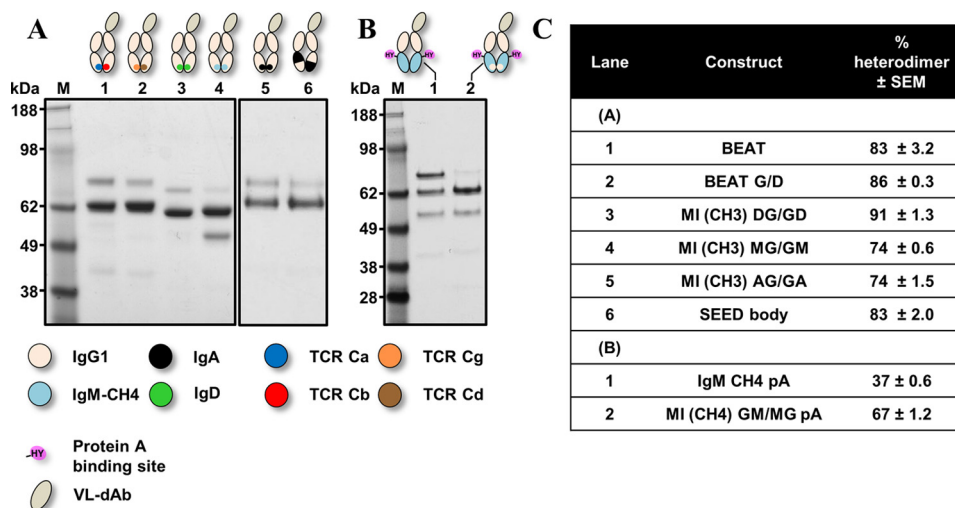 A
B
C
kDa M 1 2 3 4 5 6
188
98
62
49
38
HY HY HY HY
kDa M 1 2
188
98
62
49
38
28
Lane Construct % heterodimer ± SEM
(A)
1 BEAT 83 ± 3.2
2 BEAT G/D 86 ± 0.3
3 MI (CH3) DG/GD 91 ± 1.3
4 MI (CH3) MG/GM 74 ± 0.6
5 MI (CH3) AG/GA 74 ± 1.5
6 SEED body 83 ± 2.0
(B)
1 IgM CH4 pA 37 ± 0.6
2 MI (CH4) GM/MG pA 67 ± 1.2
IgG1 IgA TCR Ca TCR Cg
IgM-CH4 IgD TCR Cb TCR Cd
HY Protein A
binding site
VL-dAb